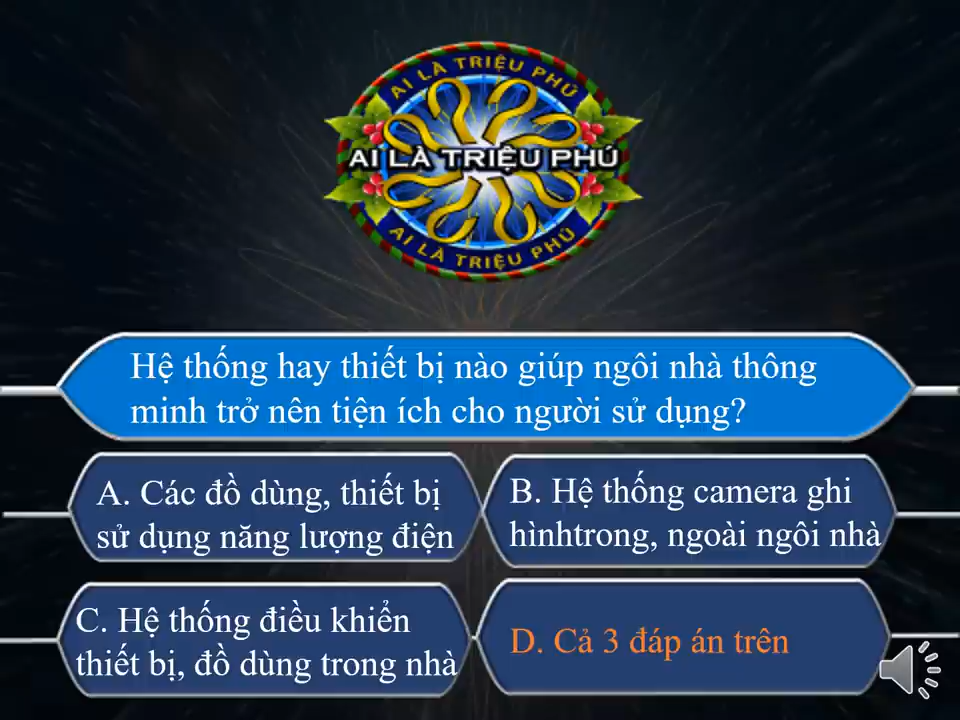 AI LÀ TRIỆU PHÚ
AI LÀ TRIỆU PHÚ
AI LÀ TRIỆU PHÚ
Hệ thống hay thiết bị nào giúp ngôi nhà thông
minh trở nên tiện ích cho người sử dụng?
A. Các đồ dùng, thiết bị
sử dụng năng lượng điện
B. Hệ thống camera ghi
hìnhtrong, ngoài ngôi nhà
C. Hệ thống điều khiển
thiết bị, đồ dùng trong nhà
D. Cả 3 đáp án trên